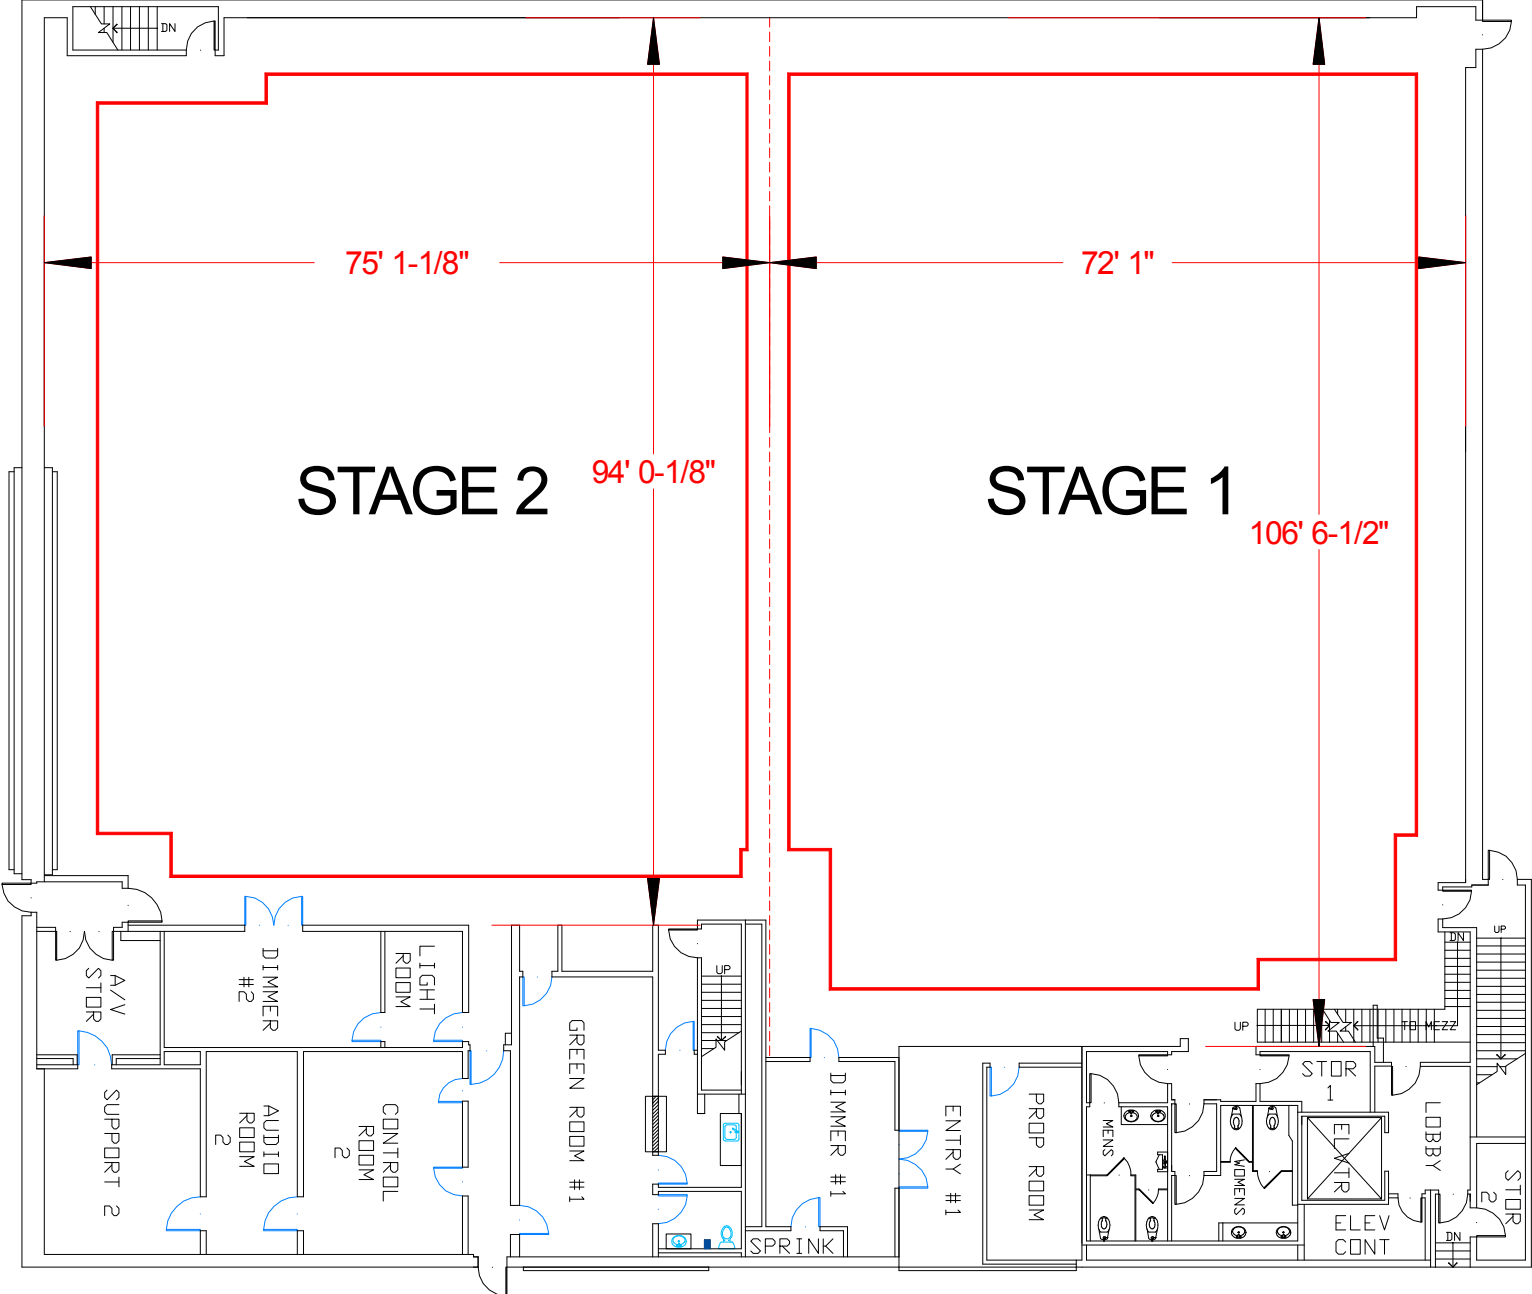 DN
75' 1-1/8"
72' 1"
STAGE 2
94' 0-1/8"
STAGE 1
106' 6-1/2"
A/V
STOR
DIMMER
#2
LIGHT
ROOM
UP
UP
DN
UP
TO MEZZ
SUPPORT 2
AUDIO
ROOM
2
CONTROL
ROOM
2
GREEN ROOM #1
DIMMER #1
SPRINK
ENTRY #1
PROP ROOM
MENS
WOMENS
STOR
1
ELVTR
ELEV
CONT
LOBBY
STOR
2
DN